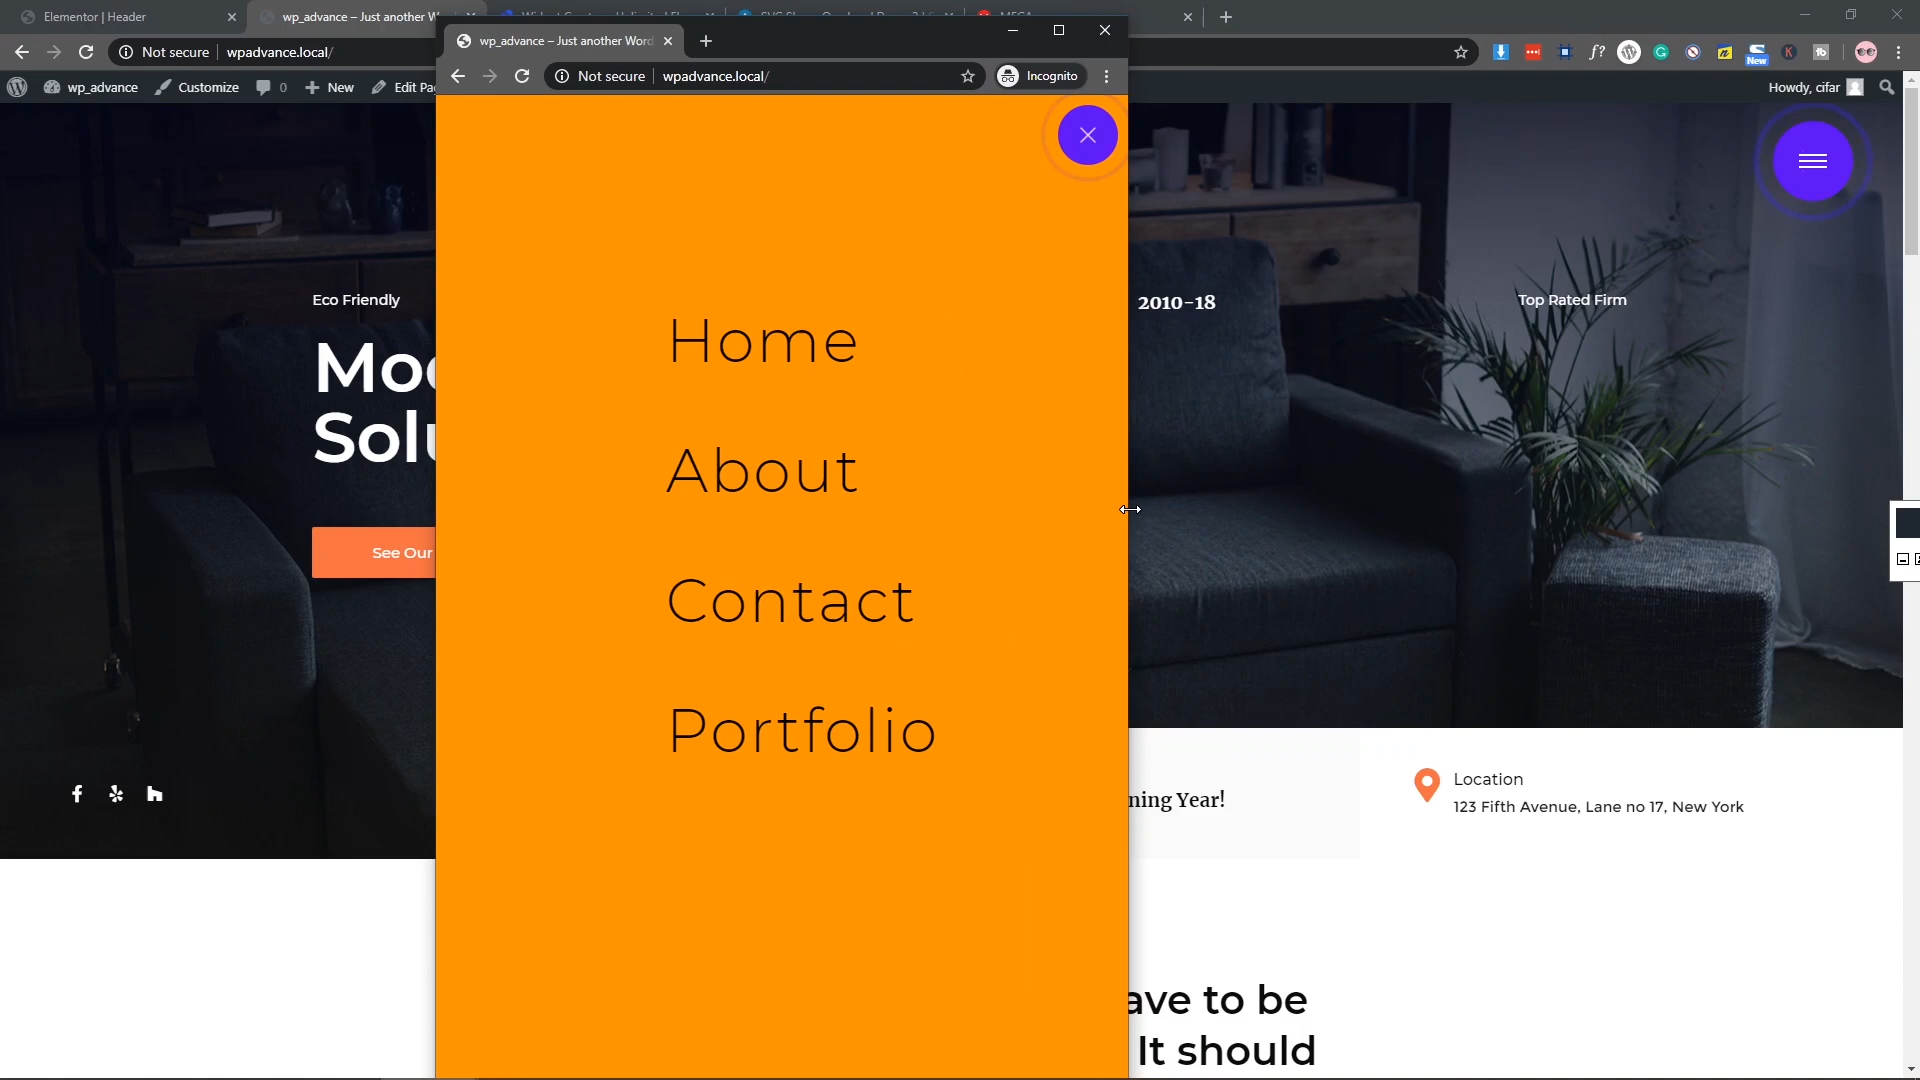 Elementor | Header
wp_advance – Just another W
Not secure
wpadvance.local/
New
wp_advance
Customize
0
New
Edit Pa
Howdy, cifar
wp_advance – Just another Word
Not secure
wpadvance.local/
Incognito
Home
About
Contact
Portfolio
Eco Friendly
2010-18
Top Rated Firm
Mo
Solu
See Our
ning Year!
Location
123 Fifth Avenue, Lane no 17, New York
ave to be
It should